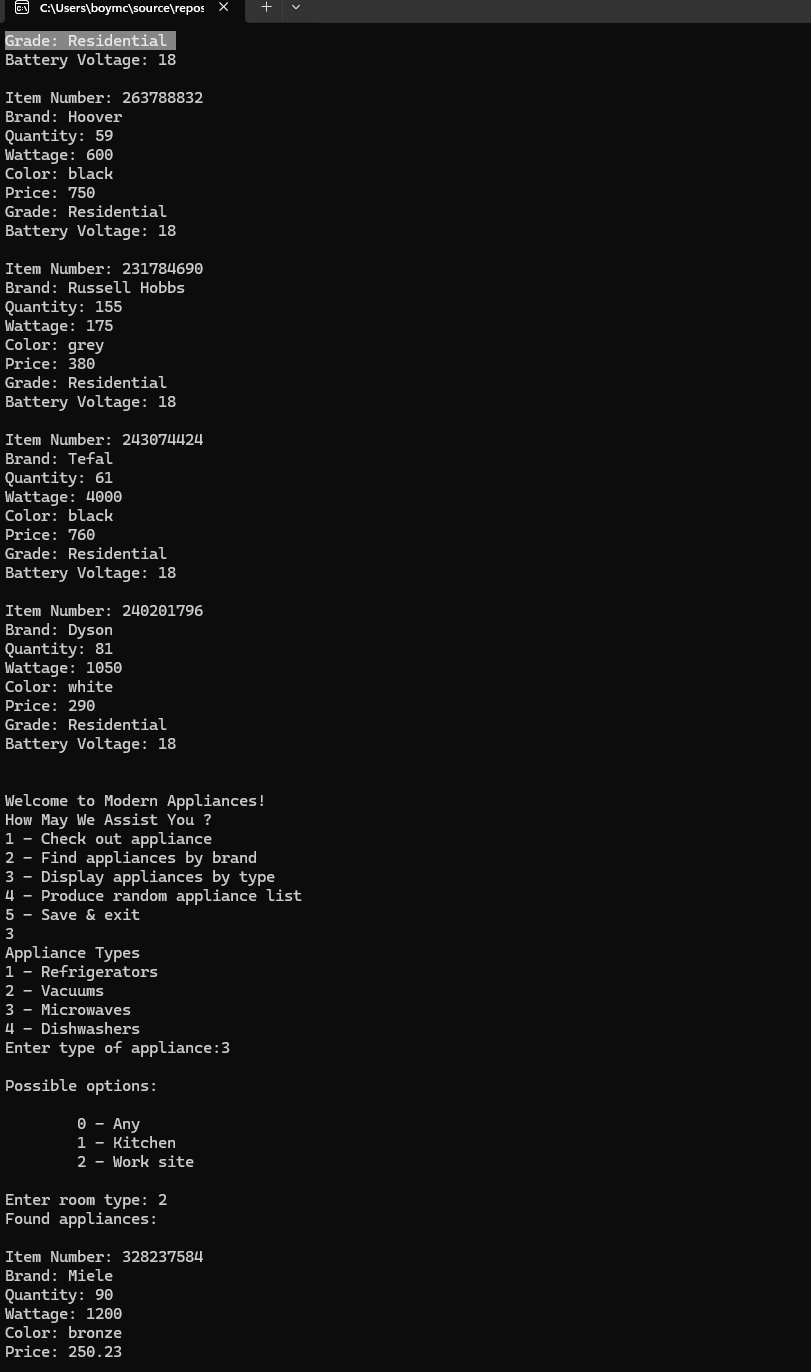 C:\Users\boymc\source\repos
Grade: Residential
Battery Voltage: 18
Item Number: 263788832
Brand: Hoover
Quantity: 59
Wattage: 600
Color: black
Price: 750
Grade: Residential
Battery Voltage: 18
Item Number: 231784690
Brand: Russell Hobbs
Quantity: 155
Wattage: 175
Color: grey
Price: 380
Grade: Residential
Battery Voltage: 18
Item Number: 243074424
Brand: Tefal
Quantity: 61
Wattage: 4000
Color: black
Price: 760
Grade: Residential
Battery Voltage: 18
Item Number: 240201796
Brand: Dyson
Quantity: 81
Wattage: 1050
Color: white
Price: 290
Grade: Residential
Battery Voltage: 18
Welcome to Modern Appliances!
How May We Assist You ?
1 – Check out appliance
2 – Find appliances by brand
3 – Display appliances by type
4 – Produce random appliance list
5 – Save & exit
3
Appliance Types
1 – Refrigerators
2 – Vacuums
3 – Microwaves
4 – Dishwashers
Enter type of appliance:3
Possible options:
0 – Any
1 – Kitchen
2 – Work site
Enter room type: 2
Found appliances:
Item Number: 328237584
Brand: Miele
Quantity: 90
Wattage: 1200
Color: bronze
Price: 250.23